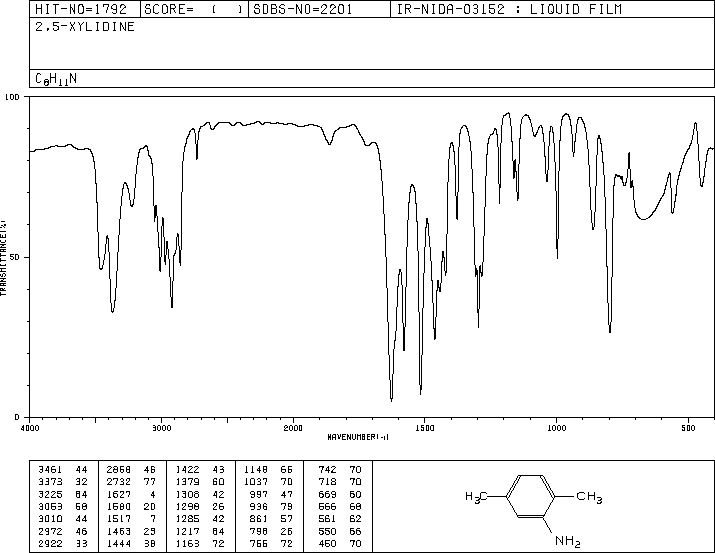 HIT-NO=1792 SCORE= ( ) SDBS-NO=2201 IR-NIDA-03152 : LIQUID FILM
2,5-XYLIDINE
C8H11N
100
50
0
TRANSMITTANCE(%)
4000 3000 2000 1500 1000 500
WAVENUMBER(-1)
3461 44 2868 46 1422 43 1148 66 742 70
3373 32 2732 77 1379 60 1037 70 718 70
3225 64 1627 4 1308 42 997 47 669 60
3053 60 1580 20 1298 26 936 79 566 68
3010 44 1517 7 1285 42 861 57 561 62
2972 46 1463 25 1217 64 798 26 550 66
2922 33 1444 38 1163 72 766 72 450 70
H3C CH3
NH2